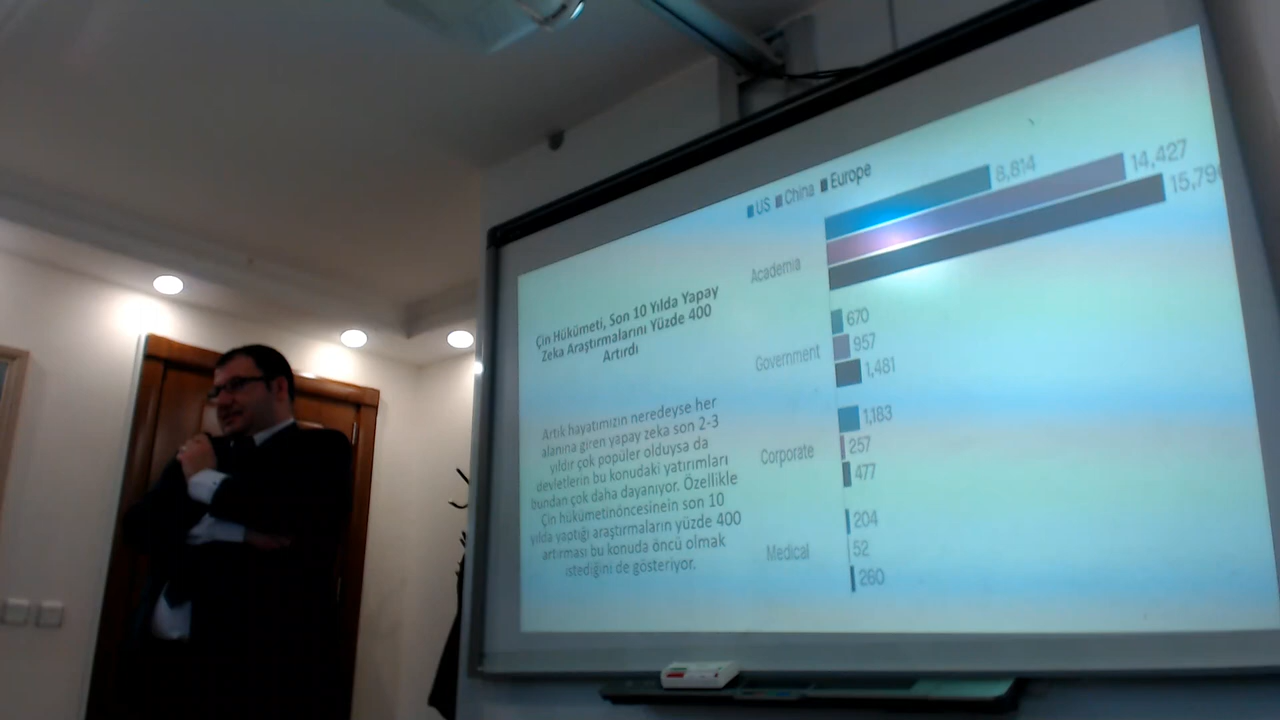 Çin Hükümeti, Son 10 Yılda Yapay
Zeka Araştırmalarını Yüzde 400
Artırdı
Artık hayatımızın neredeyse her
alanına giren yapay zeka son 2-3
yıldır çok popüler olduysa da
devletlerin bu konudaki yatırımları
bundan çok daha dayanıyor. Özellikle
Çin hükümetinöncesinein son 10
yılda yaptığı araştırmaların yüzde 400
artırması bu konuda öncü olmak
istediğini de gösteriyor.
US China Europe
Academia
8,814
14,427
Government
670
957
1,481
Corporate
1,183
257
477
Medical
204
52
260